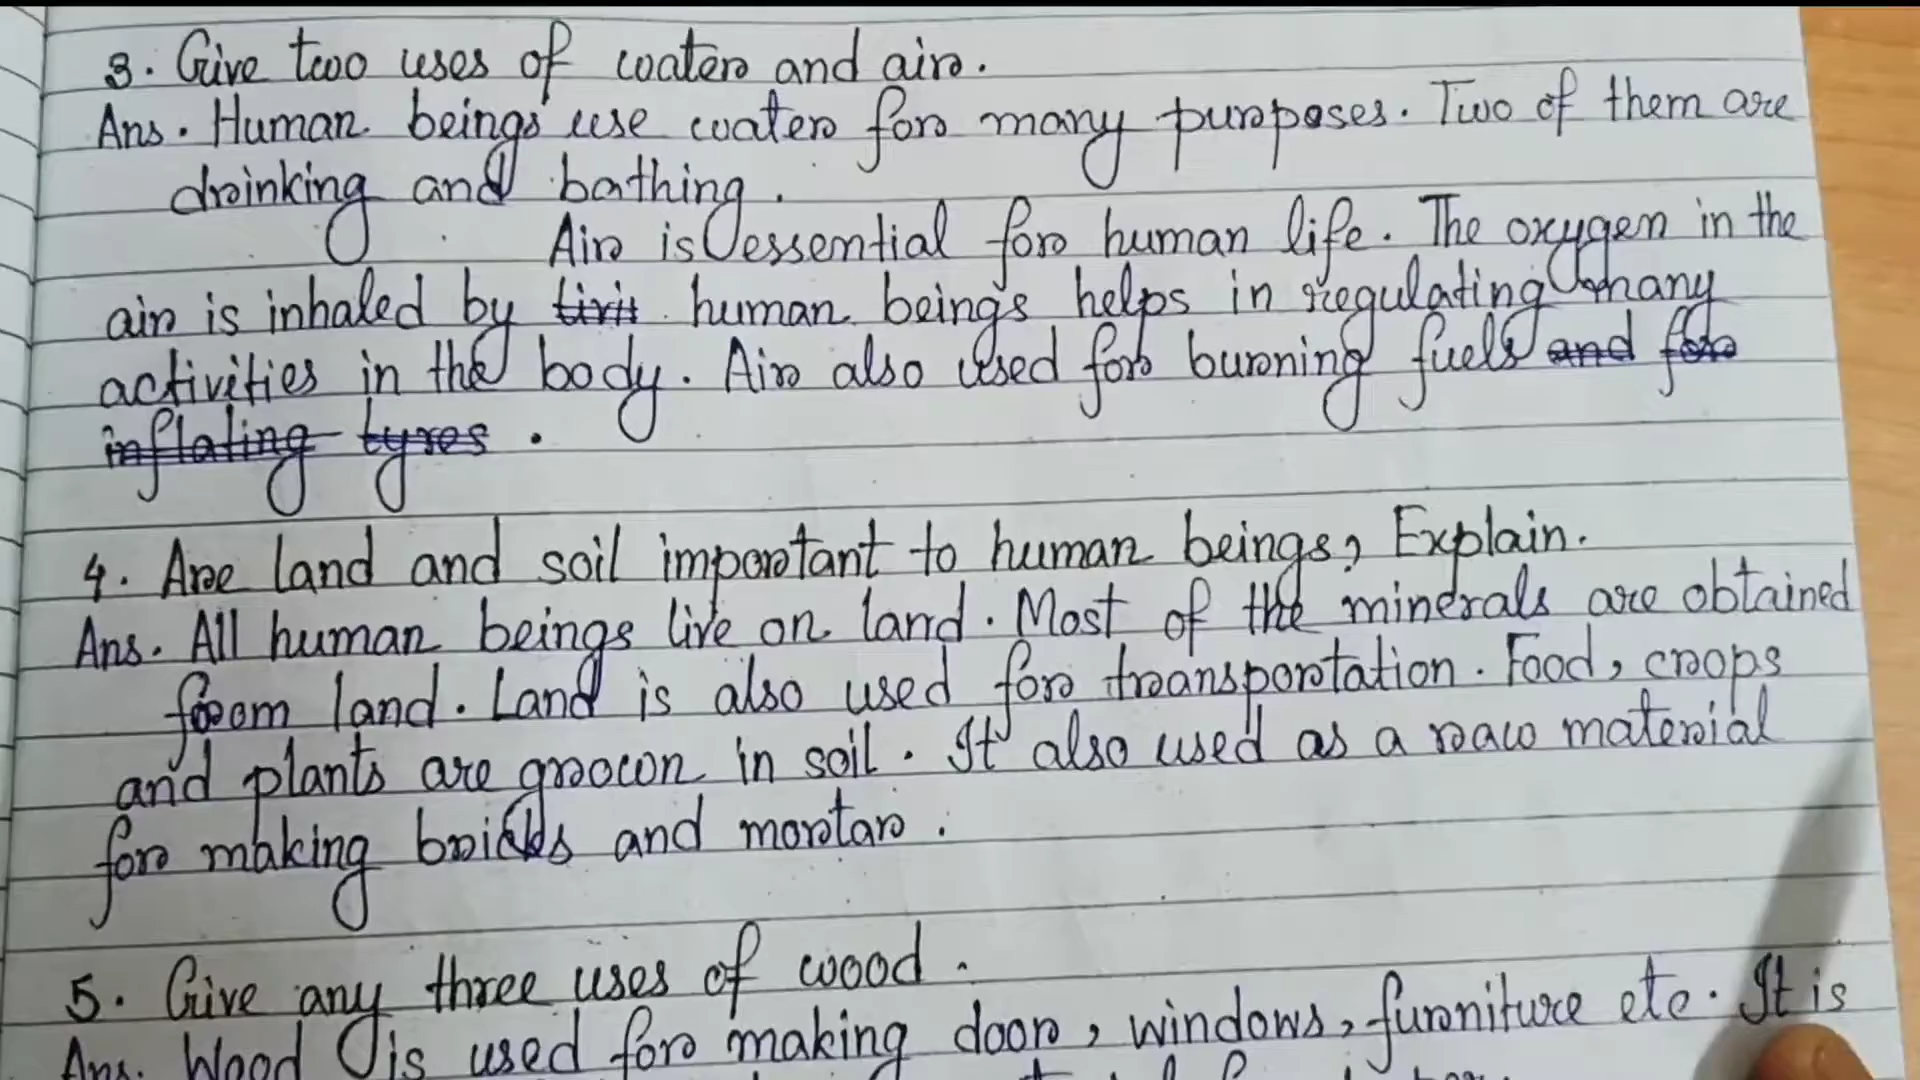 3. Give two uses of water and air.
Ans. Human beings use water for many purposes. Two of them are
drinking and bathing.
Air is essential for human life. The oxygen in the
air is inhaled by human beings helps in regulating many
activities in the body. Air also used for burning fuels and for
inflating tyres.
4. Are land and soil important to human beings, Explain.
Ans. All human beings live on land. Most of the minerals are obtained
from land. Land is also used for transportation. Food, crops
and plants are grown in soil. It also used as a raw material
for making bricks and mortar.
5. Give any three uses of wood.
Ans. Wood is used for making door, windows, furniture etc. It is